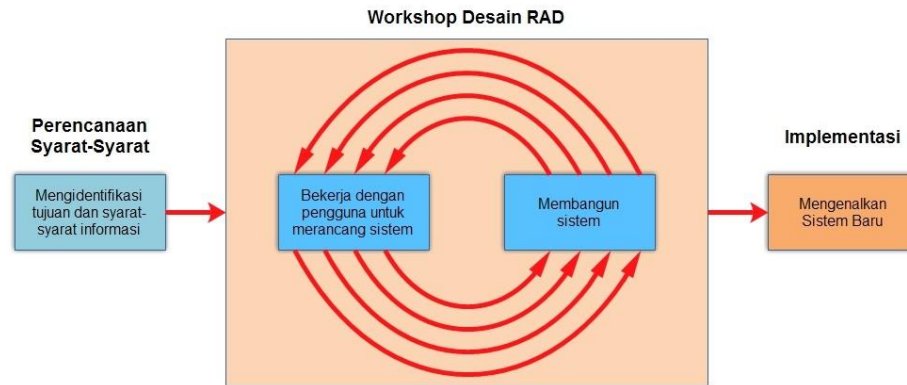 Workshop Desain RAD
Perencanaan
Syarat-Syarat
Mengidentifikasi
tujuan dan syarat-
syarat informasi
Bekerja dengan
pengguna untuk
merancang sistem
Membangun
sistem
Implementasi
Mengenalkan
Sistem Baru